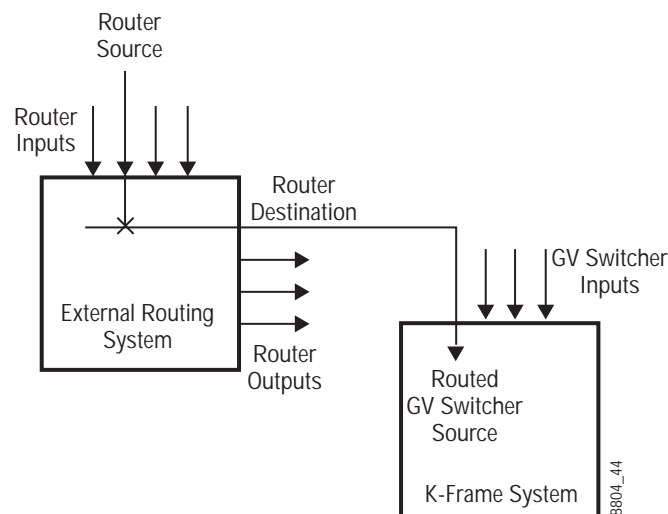 Router
Source
Router
Inputs
Router
Destination
GV Switcher
Inputs
External Routing
System
Router
Outputs
Routed
GV Switcher
Source
K-Frame System
8804_44